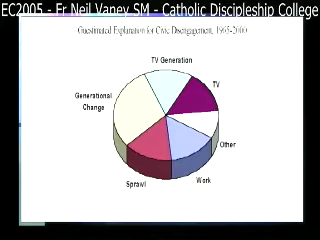 EC2005 - Fr Neil Vaney SM - Catholic Discipleship College
Guestimated Explanation for Civic Disengagement, 1965-2000
TV Generation
TV
Generational
Change
Other
Work
Sprawl